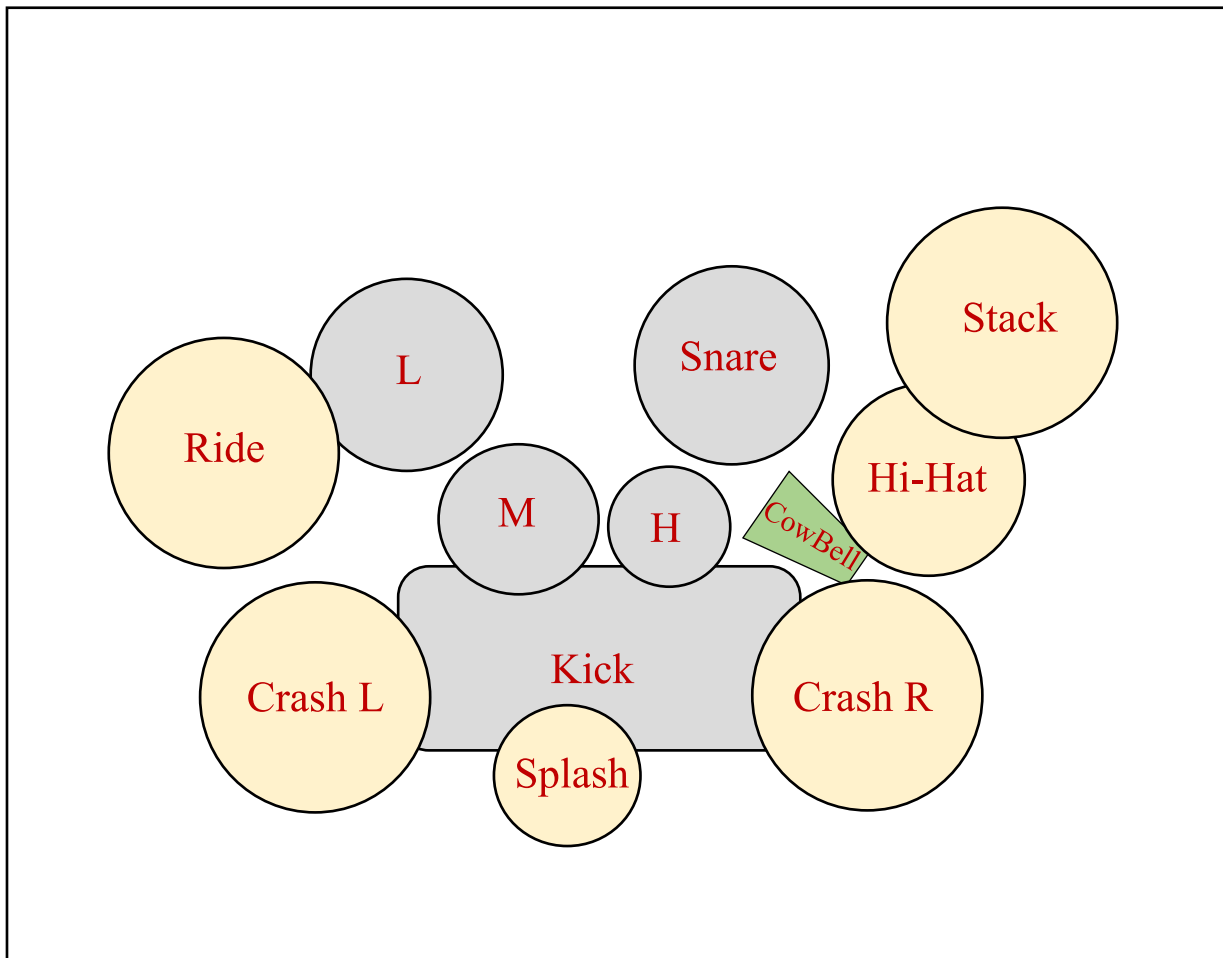 Stack
Snare
L
Ride
Hi-Hat
M
H
CowBell
Kick
Crash L
Crash R
Splash